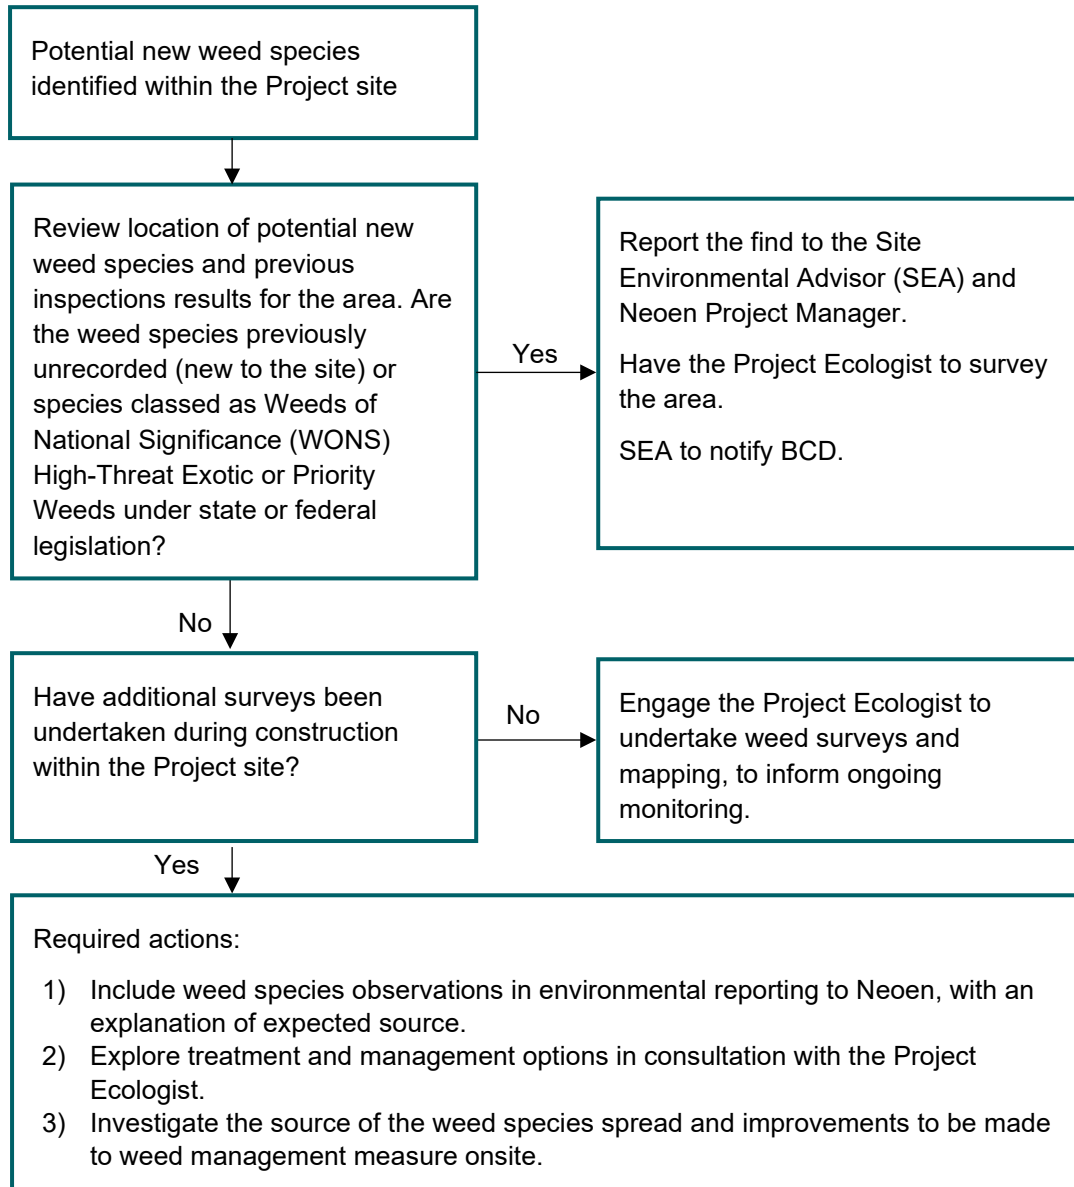 Potential new weed species
identified within the Project site
Review location of potential new
weed species and previous
inspections results for the area. Are
the weed species previously
unrecorded (new to the site) or
species classed as Weeds of
National Significance (WONS)
High-Threat Exotic or Priority
Weeds under state or federal
legislation?
Yes
Report the find to the Site
Environmental Advisor (SEA) and
Neoen Project Manager.
Have the Project Ecologist to survey
the area.
SEA to notify BCD.
No
Have additional surveys been
undertaken during construction
within the Project site?
No
Engage the Project Ecologist to
undertake weed surveys and
mapping, to inform ongoing
monitoring.
Yes
Required actions:
1) Include weed species observations in environmental reporting to Neoen, with an
explanation of expected source.
2) Explore treatment and management options in consultation with the Project
Ecologist.
3) Investigate the source of the weed species spread and improvements to be made
to weed management measure onsite.